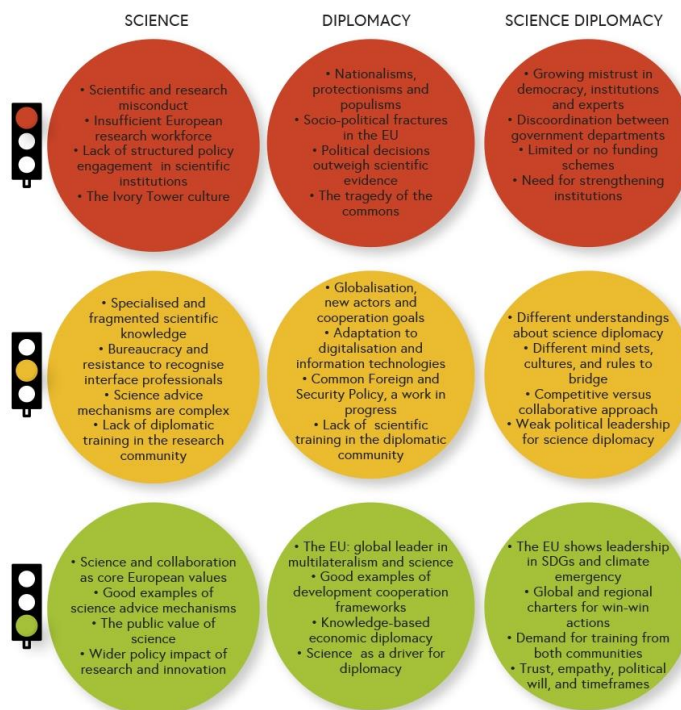 SCIENCE
DIPLOMACY
SCIENCE DIPLOMACY
• Scientific and research
misconduct
• Insufficient European
research workforce
• Lack of structured policy
engagement in scientific
institutions
• The Ivory Tower culture
• Nationalisms,
protectionisms and
populisms
• Socio-political fractures
in the EU
• Political decisions
outweigh scientific
evidence
• The tragedy of the
commons
• Growing mistrust in
democracy, institutions
and experts
• Discoordination between
government departments
• Limited or no funding
schemes
• Need for strengthening
institutions
• Specialised and
fragmented scientific
knowledge
• Bureaucracy and
resistance to recognise
interface professionals
• Science advice
mechanisms are complex
• Lack of diplomatic
training in the research
community
• Globalisation,
new actors and
cooperation goals
• Adaptation to
digitalisation and
information technologies
• Common Foreign and
Security Policy, a work in
progress
• Lack of scientific
training in the diplomatic
community
• Different understandings
about science diplomacy
• Different mind sets,
cultures, and rules to
bridge
• Competitive versus
collaborative approach
• Weak political leadership
for science diplomacy
• Science and collaboration
as core European values
• Good examples of
science advice mechanisms
• The public value of
science
• Wider policy impact of
research and innovation
• The EU: global leader in
multilateralism and science
• Good examples of
development cooperation
frameworks
• Knowledge-based
economic diplomacy
• Science as a driver for
diplomacy
• The EU shows leadership
in SDGs and climate
emergency
• Global and regional
charters for win-win
actions
• Demand for training from
both communities
• Trust, empathy, political
will, and timeframes